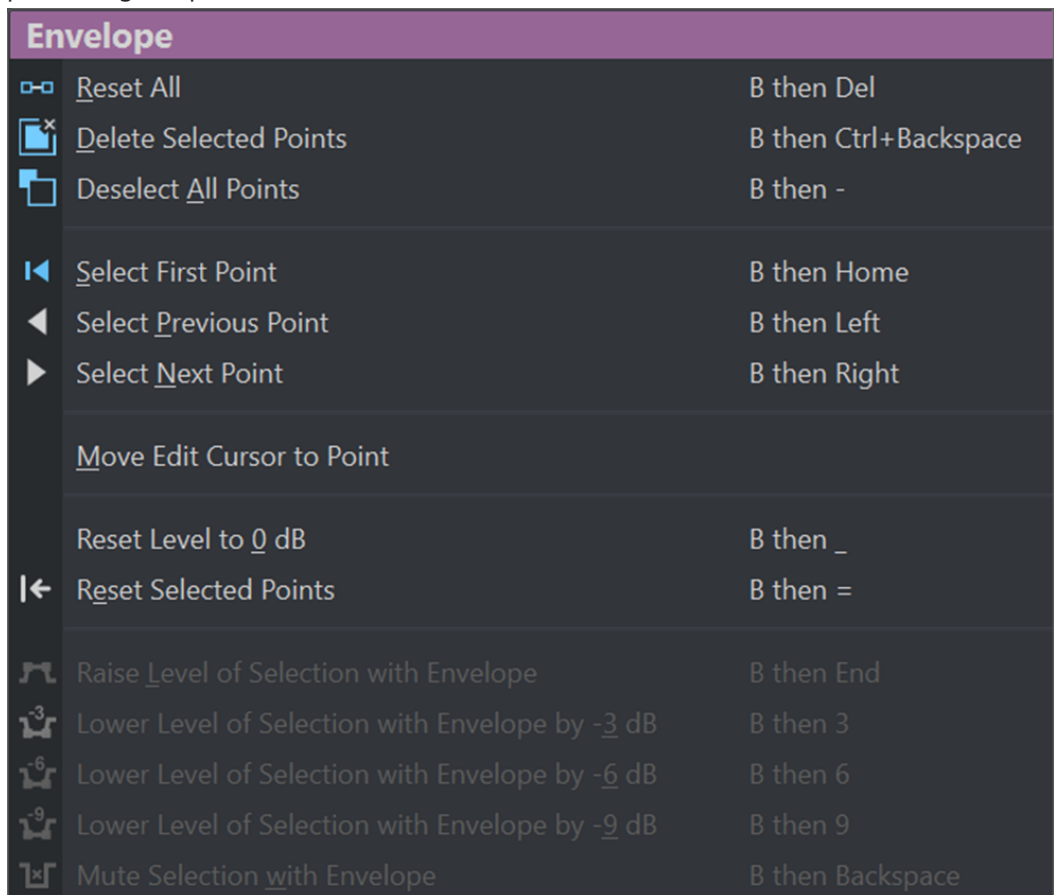 Envelope
Reset All B then Del
Delete Selected Points B then Ctrl+Backspace
Deselect All Points B then -
Select First Point B then Home
Select Previous Point B then Left
Select Next Point B then Right
Move Edit Cursor to Point
Reset Level to 0 dB B then _
Reset Selected Points B then =
Raise Level of Selection with Envelope B then End
-3 Lower Level of Selection with Envelope by -3 dB B then 3
-6 Lower Level of Selection with Envelope by -6 dB B then 6
-9 Lower Level of Selection with Envelope by -9 dB B then 9
Mute Selection with Envelope B then Backspace